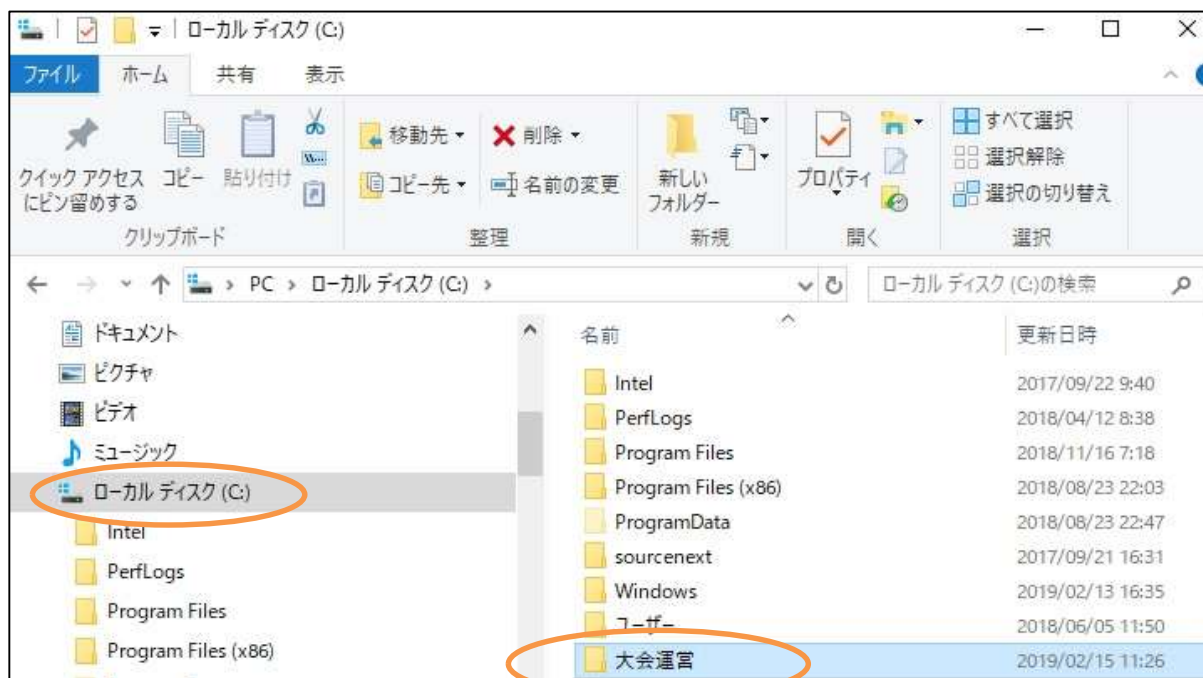 ローカル ディスク (C:)
ファイル ホーム 共有 表示
クイック アクセス
にピン留めする
コピー
貼り付け
移動先
コピー先
削除
名前の変更
新しい
フォルダー
プロパティ
すべて選択
選択解除
選択の切り替え
クリップボード 整理 新規 開く 選択
PC › ローカル ディスク (C:) ›
ローカル ディスク (C:)の検索
ドキュメント
ピクチャ
ビデオ
ミュージック
ローカル ディスク (C:)
Intel
PerfLogs
Program Files
Program Files (x86)
名前 更新日時
Intel 2017/09/22 9:40
PerfLogs 2018/04/12 8:38
Program Files 2018/11/16 7:18
Program Files (x86) 2018/08/23 22:03
ProgramData 2018/08/23 22:47
sourcenext 2017/09/21 16:31
Windows 2019/02/13 16:35
ユーザー 2018/06/05 11:50
大会運営 2019/02/15 11:26